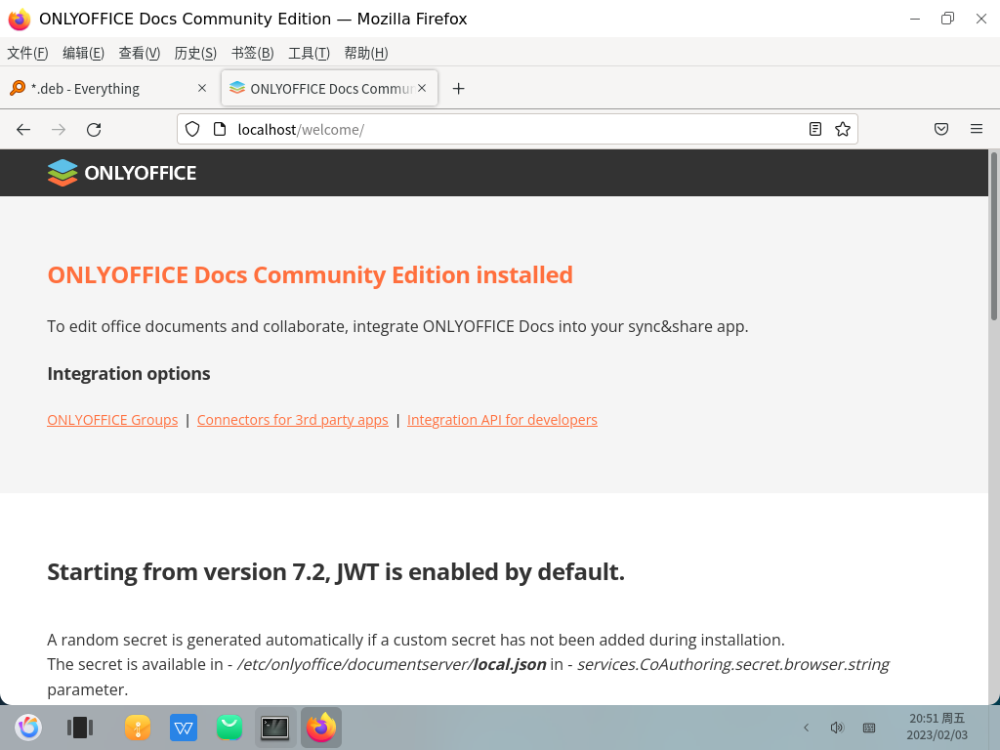 ONLYOFFICE Docs Community Edition — Mozilla Firefox
文件(F) 编辑(E) 查看(V) 历史(S) 书签(B) 工具(T) 帮助(H)
*.deb - Everything
ONLYOFFICE Docs Commun
localhost/welcome/
ONLYOFFICE
ONLYOFFICE Docs Community Edition installed
To edit office documents and collaborate, integrate ONLYOFFICE Docs into your sync&share app.
Integration options
ONLYOFFICE Groups | Connectors for 3rd party apps | Integration API for developers
Starting from version 7.2, JWT is enabled by default.
A random secret is generated automatically if a custom secret has not been added during installation.
The secret is available in - /etc/onlyoffice/documentserver/local.json in - services.CoAuthoring.secret.browser.string
parameter.
20:51 周五
2023/02/03